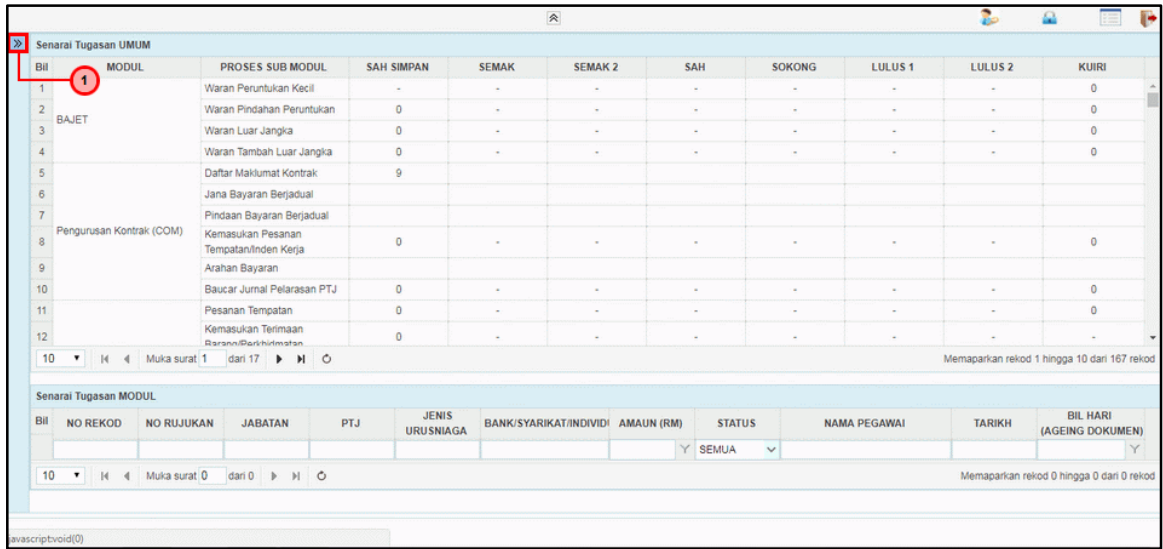 Senarai Tugasan UMUM
Bil MODUL PROSES SUB MODUL SAH SIMPAN SEMAK SEMAK 2 SAH SOKONG LULUS 1 LULUS 2 KUIRI
1
1 Waran Peruntukan Kecil - - - - - - - 0
2 BAJET Waran Pindahan Peruntukan 0 - - - - - - 0
3 Waran Luar Jangka 0 - - - - - - 0
4 Waran Tambah Luar Jangka 0 - - - - - - 0
5 Daftar Maklumat Kontrak 9
6 Jana Bayaran Berjadual
7 Pindaan Bayaran Berjadual
8 Pengurusan Kontrak (COM) Kemasukan Pesanan
Tempatan/Inden Kerja 0 - - - - - - 0
9 Arahan Bayaran
10 Baucar Jurnal Pelarasan PTJ 0 - - - - - - 0
11 Pesanan Tempatan 0 - - - - - - 0
12 Kemasukan Terimaan
Barang/Perkhidmatan 0 - - - - - - -
10 Muka surat 1 dari 17 Memaparkan rekod 1 hingga 10 dari 167 rekod
Senarai Tugasan MODUL
Bil NO REKOD NO RUJUKAN JABATAN PTJ JENIS
URUSNIAGA BANK/SYARIKAT/INDIVIDU AMAUN (RM) STATUS NAMA PEGAWAI TARIKH BIL HARI
(AGEING DOKUMEN)
SEMUA
10 Muka surat 0 dari 0 Memaparkan rekod 0 hingga 0 dari 0 rekod
javascript:void(0)